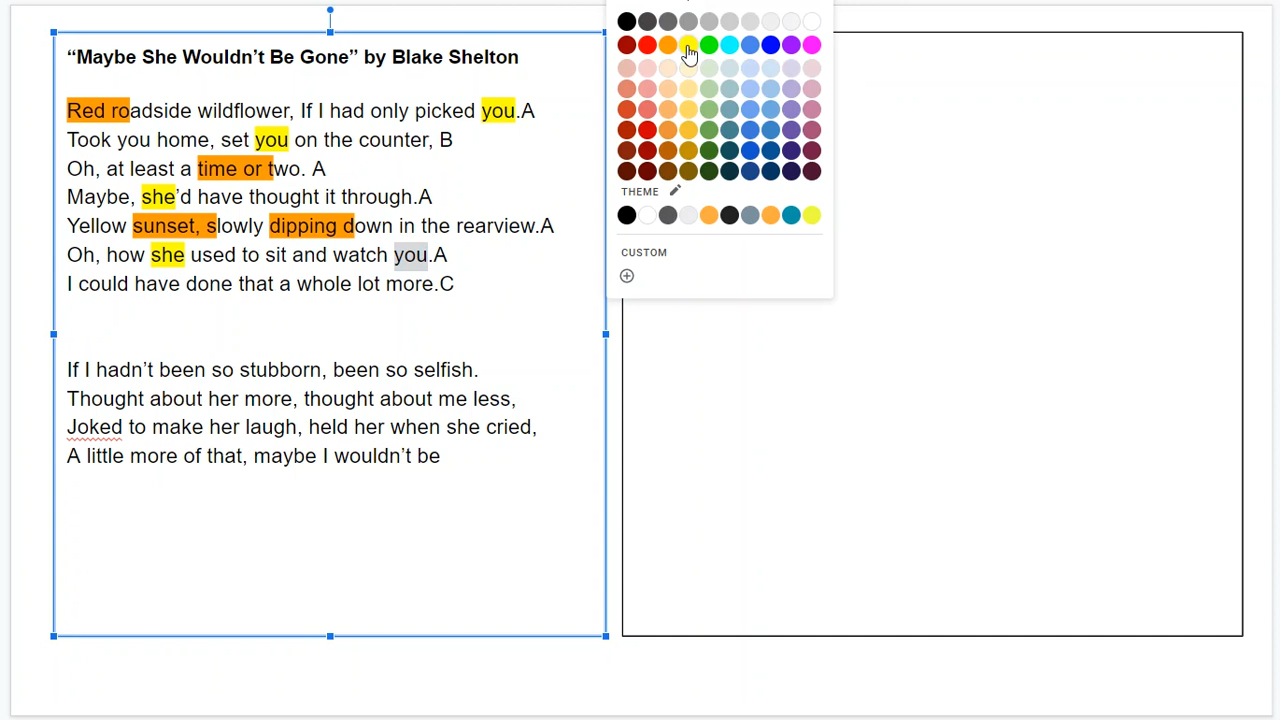 “Maybe She Wouldn’t Be Gone” by Blake Shelton
Red roadside wildflower, If I had only picked you.A
Took you home, set you on the counter, B
Oh, at least a time or two. A
Maybe, she’d have thought it through.A
Yellow sunset, slowly dipping down in the rearview.A
Oh, how she used to sit and watch you.A
I could have done that a whole lot more.C
If I hadn’t been so stubborn, been so selfish.
Thought about her more, thought about me less,
Joked to make her laugh, held her when she cried,
A little more of that, maybe I wouldn’t be
THEME
CUSTOM